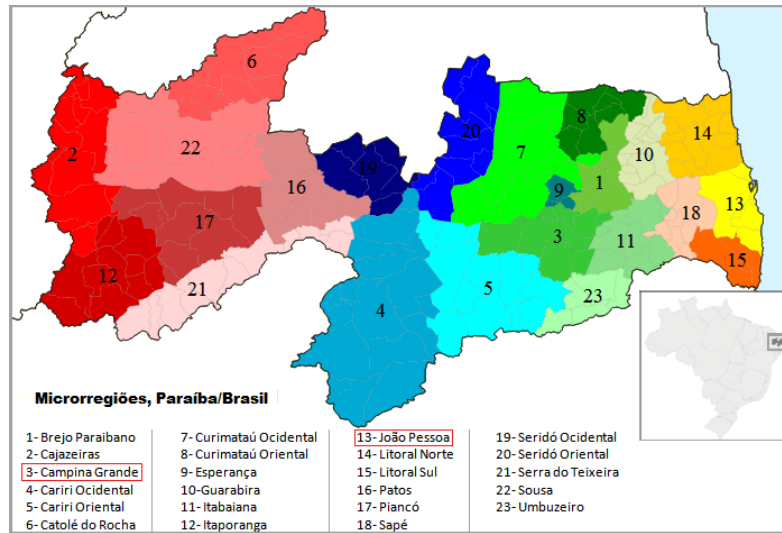 6
20
8
14
2
22
19
7
10
16
9
1
13
17
18
3
11
15
12
5
21
23
4
Microrregiões, Paraíba/Brasil
1- Brejo Paraibano
2- Cajazeiras
3- Campina Grande
4- Cariri Ocidental
5- Cariri Oriental
6- Catolé do Rocha
7- Curimataú Ocidental
8- Curimataú Oriental
9- Esperança
10-Guarabira
11- Itabaiana
12- Itaporanga
13- João Pessoa
14- Litoral Norte
15- Litoral Sul
16- Patos
17- Piancó
18- Sapé
19- Seridó Ocidental
20- Seridó Oriental
21- Serra do Teixeira
22- Sousa
23- Umbuzeiro